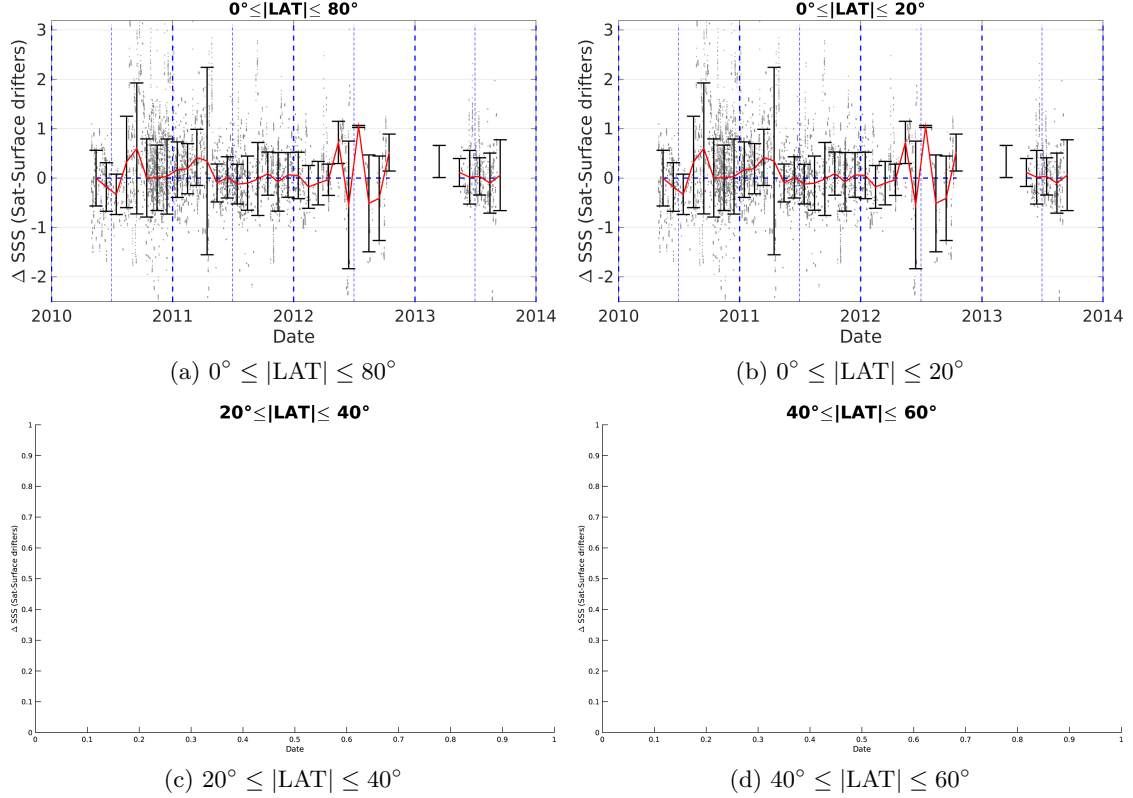 0°≤|LAT|≤ 80°
Δ SSS (Sat-Surface drifters)
3
2
1
0
-1
-2
2010 2011 2012 2013 2014
Date
(a) 0° ≤ |LAT| ≤ 80°
0°≤|LAT|≤ 20°
Δ SSS (Sat-Surface drifters)
3
2
1
0
-1
-2
2010 2011 2012 2013 2014
Date
(b) 0° ≤ |LAT| ≤ 20°
20°≤|LAT|≤ 40°
Δ SSS (Sat-Surface drifters)
1
0.9
0.8
0.7
0.6
0.5
0.4
0.3
0.2
0.1
0
0 0.1 0.2 0.3 0.4 0.5 0.6 0.7 0.8 0.9 1
Date
(c) 20° ≤ |LAT| ≤ 40°
40°≤|LAT|≤ 60°
Δ SSS (Sat-Surface drifters)
1
0.9
0.8
0.7
0.6
0.5
0.4
0.3
0.2
0.1
0
0 0.1 0.2 0.3 0.4 0.5 0.6 0.7 0.8 0.9 1
Date
(d) 40° ≤ |LAT| ≤ 60°